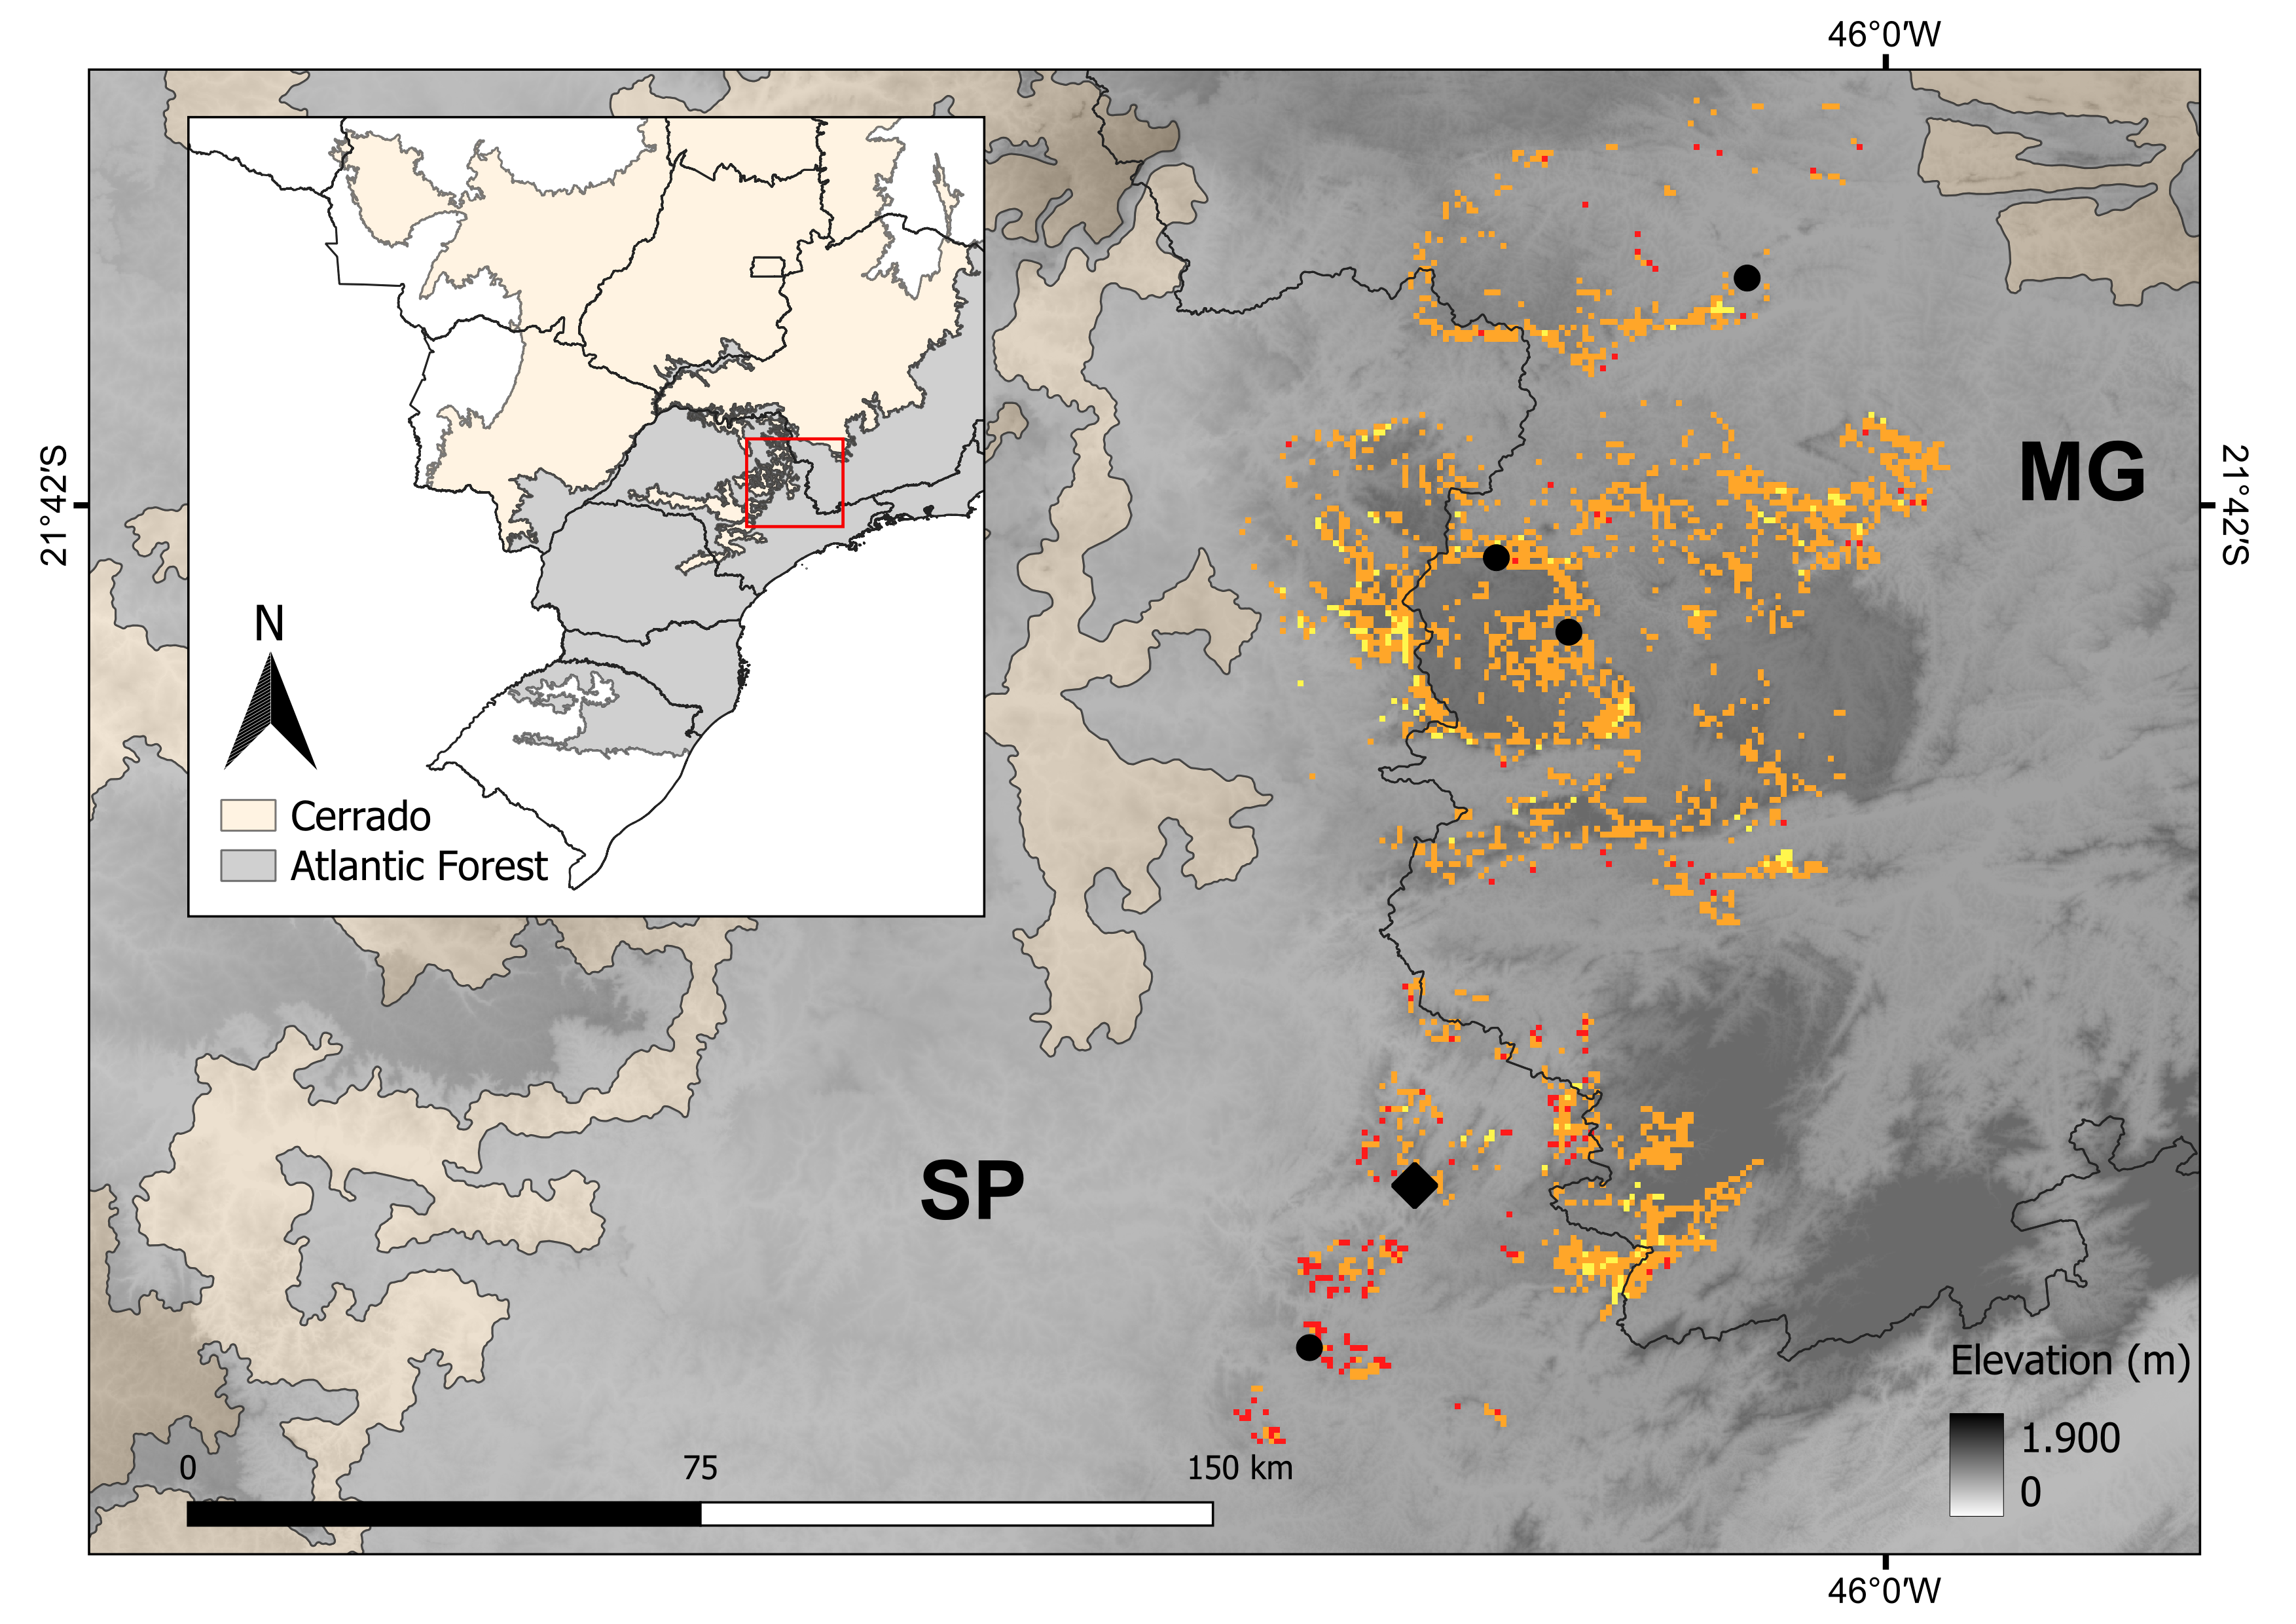 46°0′W
21°42′S
MG
21°42′S
N
Cerrado
Atlantic Forest
SP
Elevation (m)
1.900
0
0
75
150 km
46°0′W